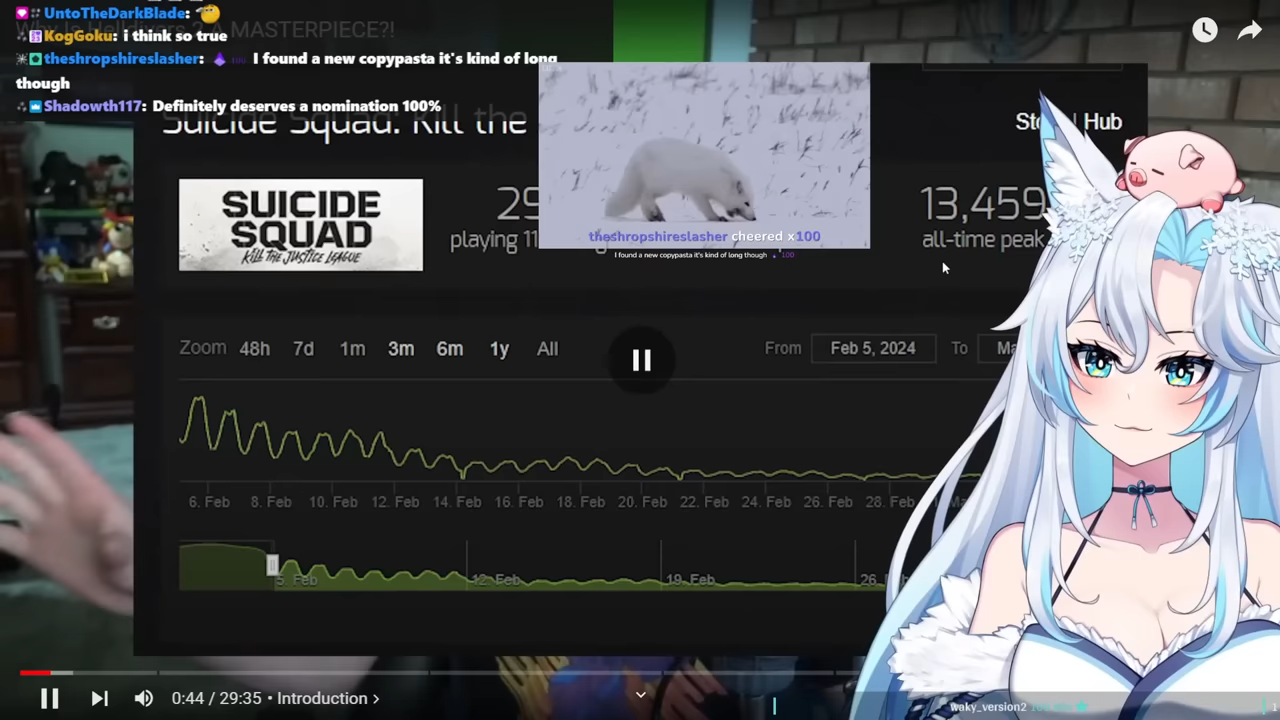 UntoTheDarkBlade:
A MASTERPIECE?!
KogGoku: i think so true
theshropshireslasher: 100 I found a new copypasta it's kind of long
though
Shadowth117: Definitely deserves a nomination 100%
Suicide Squad: Kill the
Hub
SUICIDE
SQUAD
KILL THE JUSTICE LEAGUE
29
playing 11
13,459
all-time peak
theshropshireslasher cheered x100
I found a new copypasta it's kind of long though 100
Zoom 48h 7d 1m 3m 6m 1y All
From Feb 5, 2024 To Ma
6. Feb 8. Feb 10. Feb 12. Feb 14. Feb 16. Feb 18. Feb 20. Feb 22. Feb 24. Feb 26. Feb 28. Feb
5. Feb 12. Feb 19. Feb 26.
0:44 / 29:35 • Introduction >
waky_version2